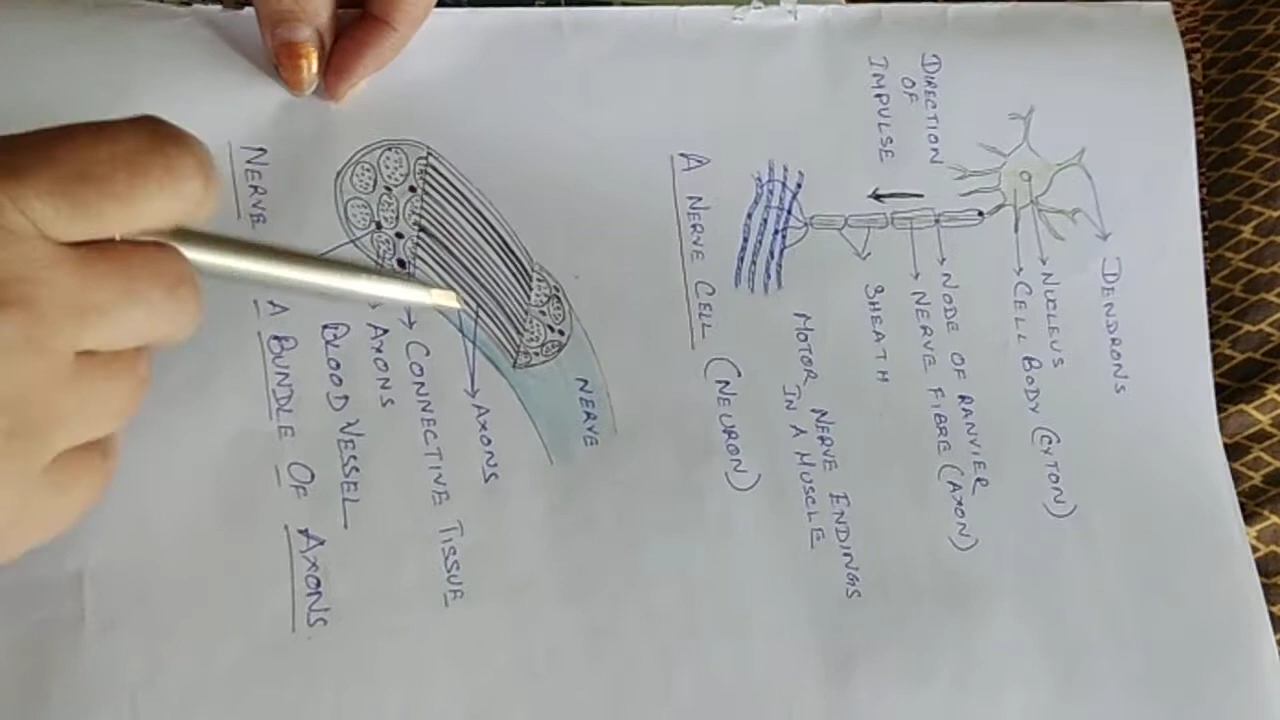 DENDRONS
NUCLEUS
CELL BODY (CYTON)
DIRECTION
OF
IMPULSE
NODE OF RANVIER
NERVE FIBRE (AXON)
SHEATH
MOTOR NERVE ENDINGS
IN A MUSCLE
A NERVE CELL (NEURON)
NERVE
AXONS
CONNECTIVE TISSUE
AXONS
BLOOD VESSEL
NERVE A BUNDLE OF AXONS.